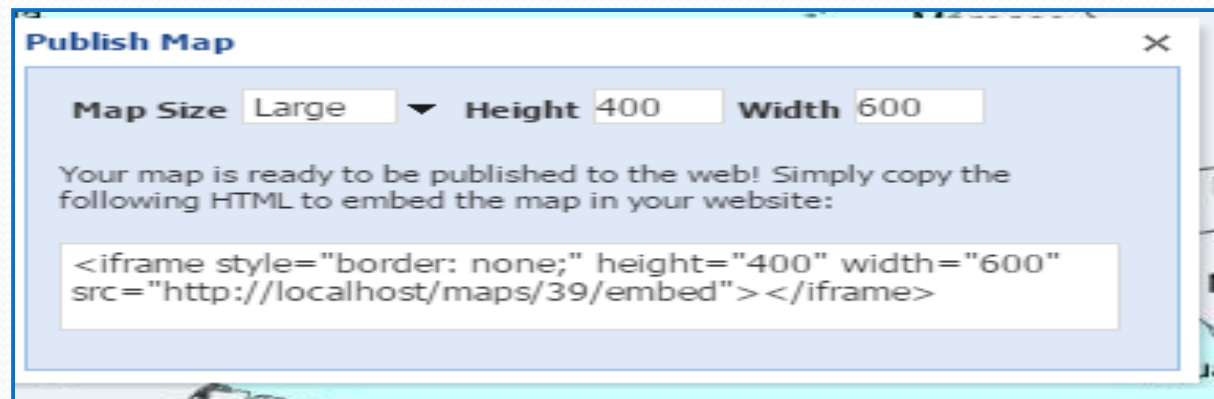 Publish Map
Map Size Large Height 400 Width 600
Your map is ready to be published to the web! Simply copy the
following HTML to embed the map in your website:
<iframe style="border: none;" height="400" width="600"
src="http://localhost/maps/39/embed"></iframe>